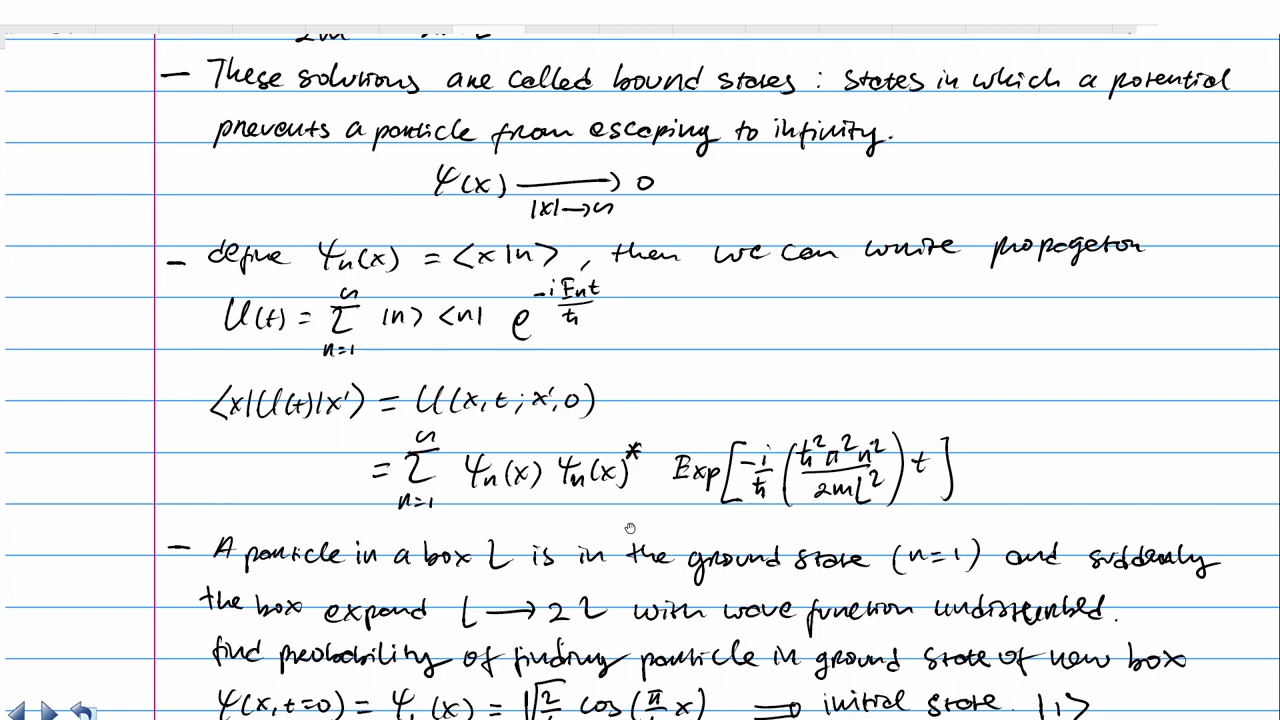 — These solutions are called bound states : states in which a potential
prevents a particle from escaping to infinity.
Ψ(x) ⟶ 0
|x|→∞
– define Ψn(x) = <x|n> , then we can write propagator
U(t) = ∑_{n=1}^{∞} |n> <n| e^{-iEnt/ħ}
<x|U(t)|x'> = U(x,t ; x',0)
= ∑_{n=1}^{∞} Ψn(x) Ψn(x)* Exp[-i/ħ (ħ²π²n²/2mL²) t]
– A particle in a box L is in the ground state (n=1) and suddenly
the box expand L → 2L with wave function undisturbed.
find probability of finding particle in ground state of new box
Ψ(x,t=0) = Ψ₁(x) = √2/L cos(π/L x) ⟹ initial state |1>